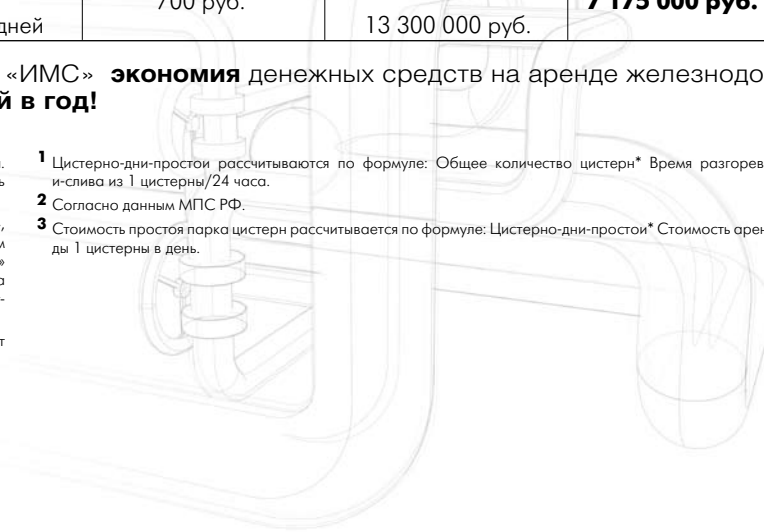 700 руб.
7 175 000 руб.
дней
13 300 000 руб.
«ИМС» экономия денежных средств на аренде железнодо
й в год!
1 Цистерно-дни-простои рассчитываются по формуле: Общее количество цистерн* Время разгорев
и-слива из 1 цистерны/24 часа.
2 Согласно данным МПС РФ.
3 Стоимость простоя парка цистерн рассчитывается по формуле: Цистерно-дни-простои* Стоимость арен
ды 1 цистерны в день.